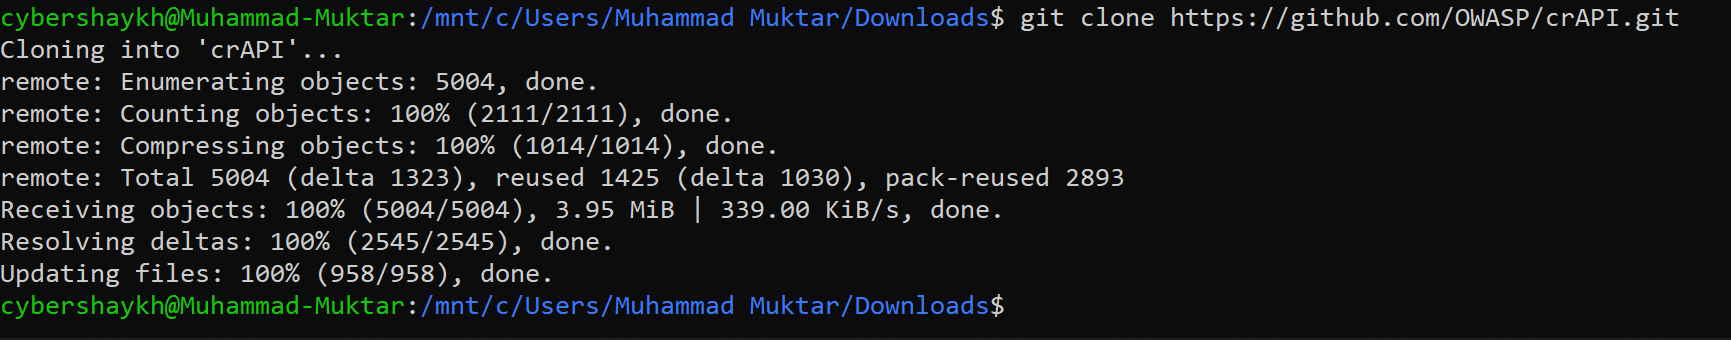 cybershaykh@Muhammad-Muktar:/mnt/c/Users/Muhammad Muktar/Downloads$ git clone https://github.com/OWASP/crAPI.git
Cloning into 'crAPI'...
remote: Enumerating objects: 5004, done.
remote: Counting objects: 100% (2111/2111), done.
remote: Compressing objects: 100% (1014/1014), done.
remote: Total 5004 (delta 1323), reused 1425 (delta 1030), pack-reused 2893
Receiving objects: 100% (5004/5004), 3.95 MiB | 339.00 KiB/s, done.
Resolving deltas: 100% (2545/2545), done.
Updating files: 100% (958/958), done.
cybershaykh@Muhammad-Muktar:/mnt/c/Users/Muhammad Muktar/Downloads$